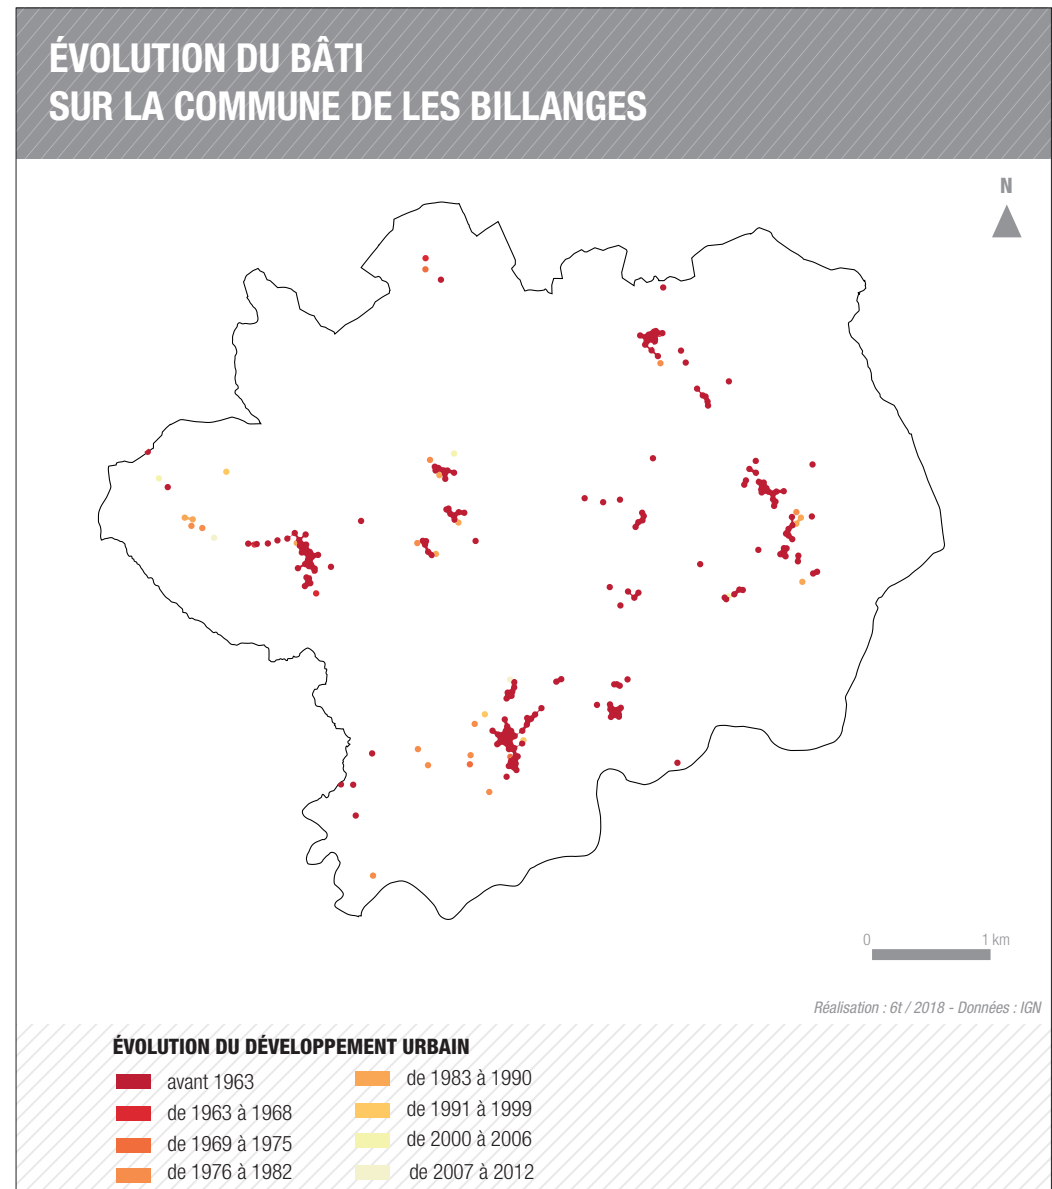 ÉVOLUTION DU BÂTI
SUR LA COMMUNE DE LES BILLANGES
N
0 1 km
Réalisation : 6t / 2018 - Données : IGN
ÉVOLUTION DU DÉVELOPPEMENT URBAIN
avant 1963
de 1963 à 1968
de 1969 à 1975
de 1976 à 1982
de 1983 à 1990
de 1991 à 1999
de 2000 à 2006
de 2007 à 2012